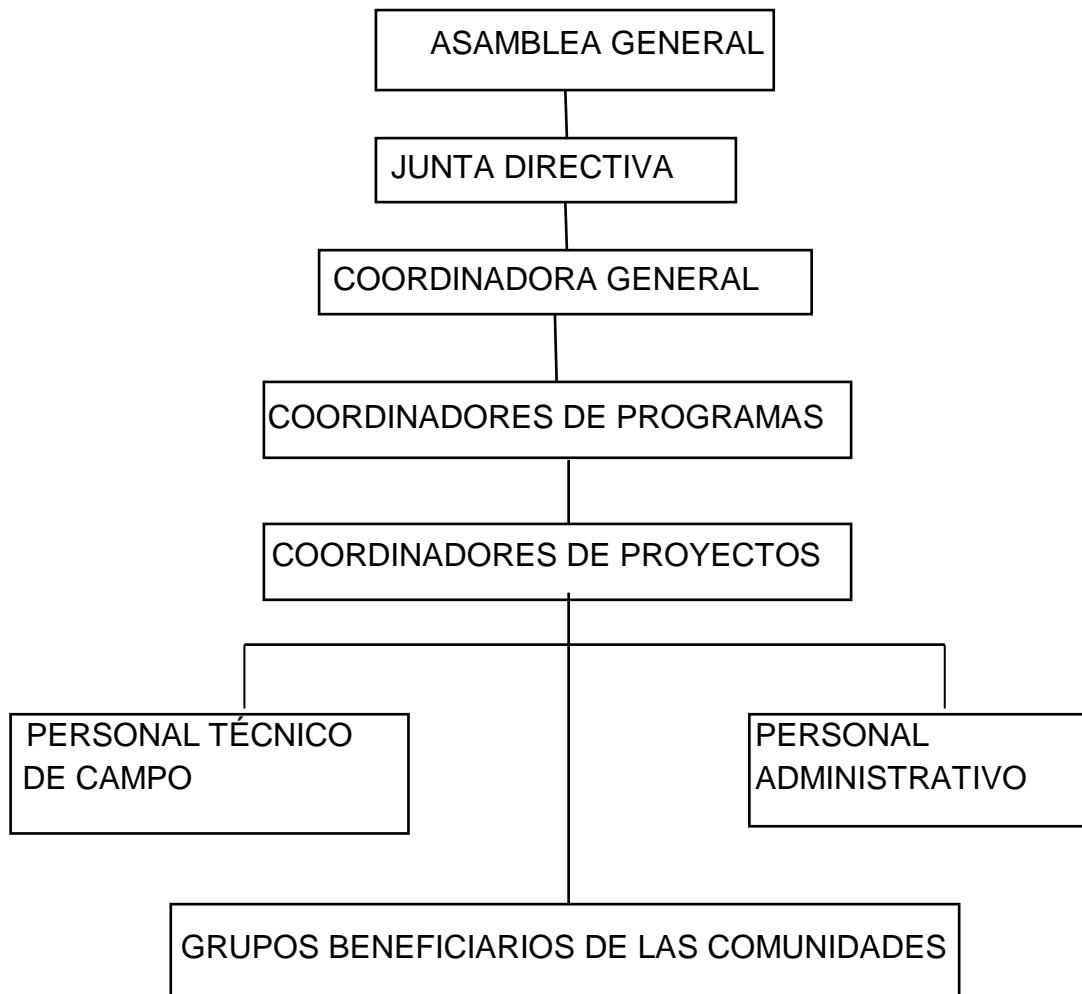 ASAMBLEA GENERAL
JUNTA DIRECTIVA
COORDINADORA GENERAL
COORDINADORES DE PROGRAMAS
COORDINADORES DE PROYECTOS
PERSONAL TÉCNICO
DE CAMPO
PERSONAL
ADMINISTRATIVO
GRUPOS BENEFICIARIOS DE LAS COMUNIDADES